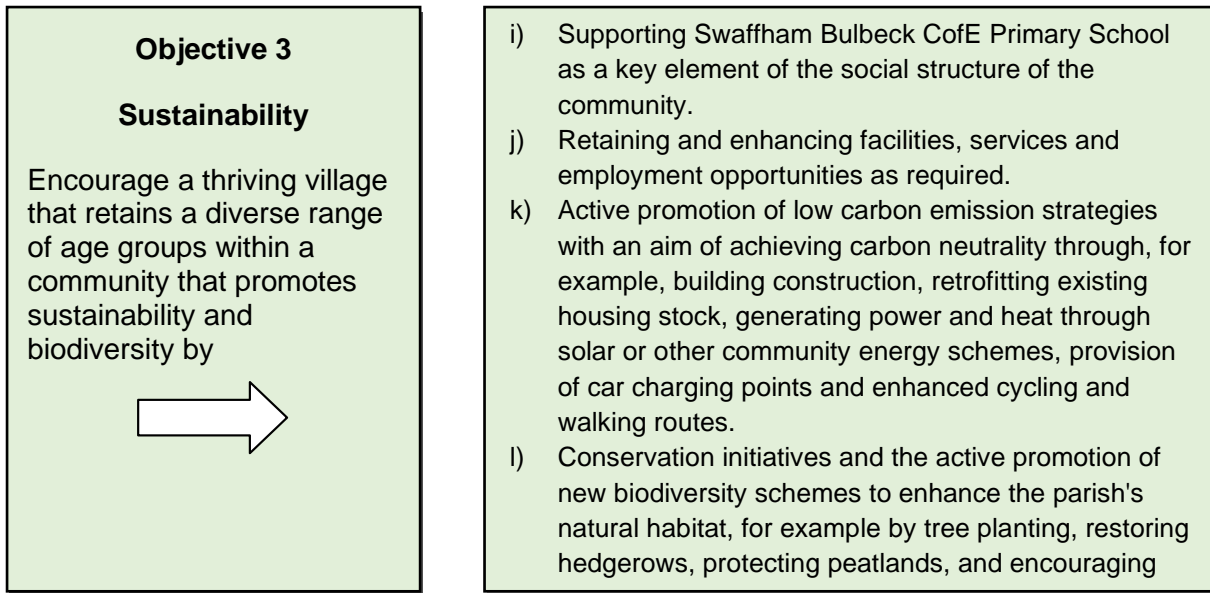 Objective 3
Sustainability
Encourage a thriving village
that retains a diverse range
of age groups within a
community that promotes
sustainability and
biodiversity by
i) Supporting Swaffham Bulbeck CofE Primary School
as a key element of the social structure of the
community.
j) Retaining and enhancing facilities, services and
employment opportunities as required.
k) Active promotion of low carbon emission strategies
with an aim of achieving carbon neutrality through, for
example, building construction, retrofitting existing
housing stock, generating power and heat through
solar or other community energy schemes, provision
of car charging points and enhanced cycling and
walking routes.
l) Conservation initiatives and the active promotion of
new biodiversity schemes to enhance the parish's
natural habitat, for example by tree planting, restoring
hedgerows, protecting peatlands, and encouraging